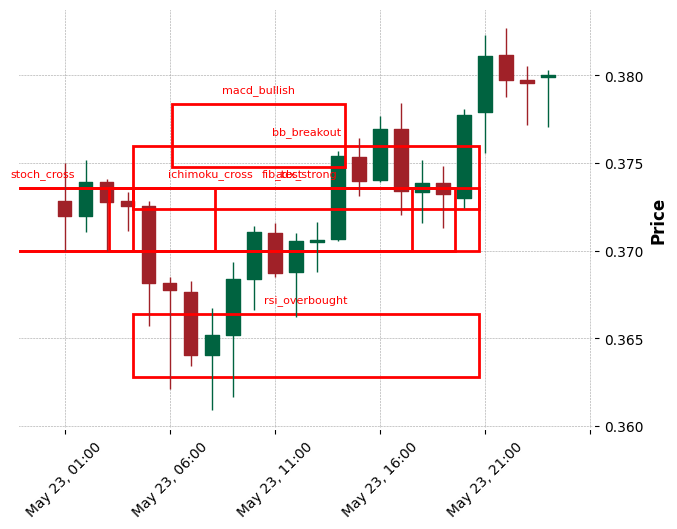 macd_bullish
0.380
bb_breakout
0.375
stoch_cross
ichimoku_cross
Price
0.370
rsi_overbought
0.365
0.360
May 23, 01:00
May 23, 06:00
May 23, 11:00
May 23, 16:00
May 23, 21:00